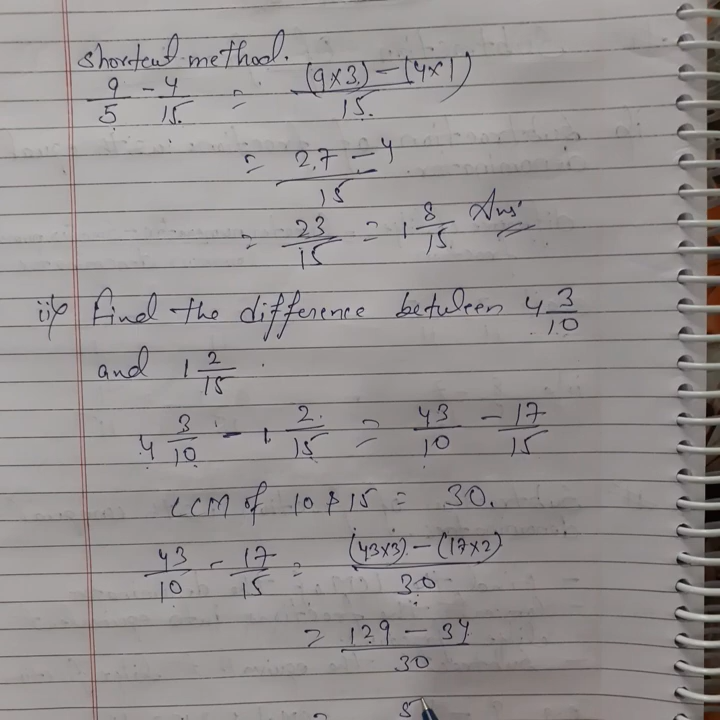 shortcut method.
9/5 - 4/15 = (9×3) - (4×1)/15.
= 27 - 4/15
= 23/15 = 1 8/15 Ans
ii) Find the difference between 4 3/10
and 1 2/15.
4 3/10 - 1 2/15 = 43/10 - 17/15
LCM of 10 & 15 = 30.
43/10 - 17/15 = (43×3) - (17×2)/30
= 129 - 34/30
=